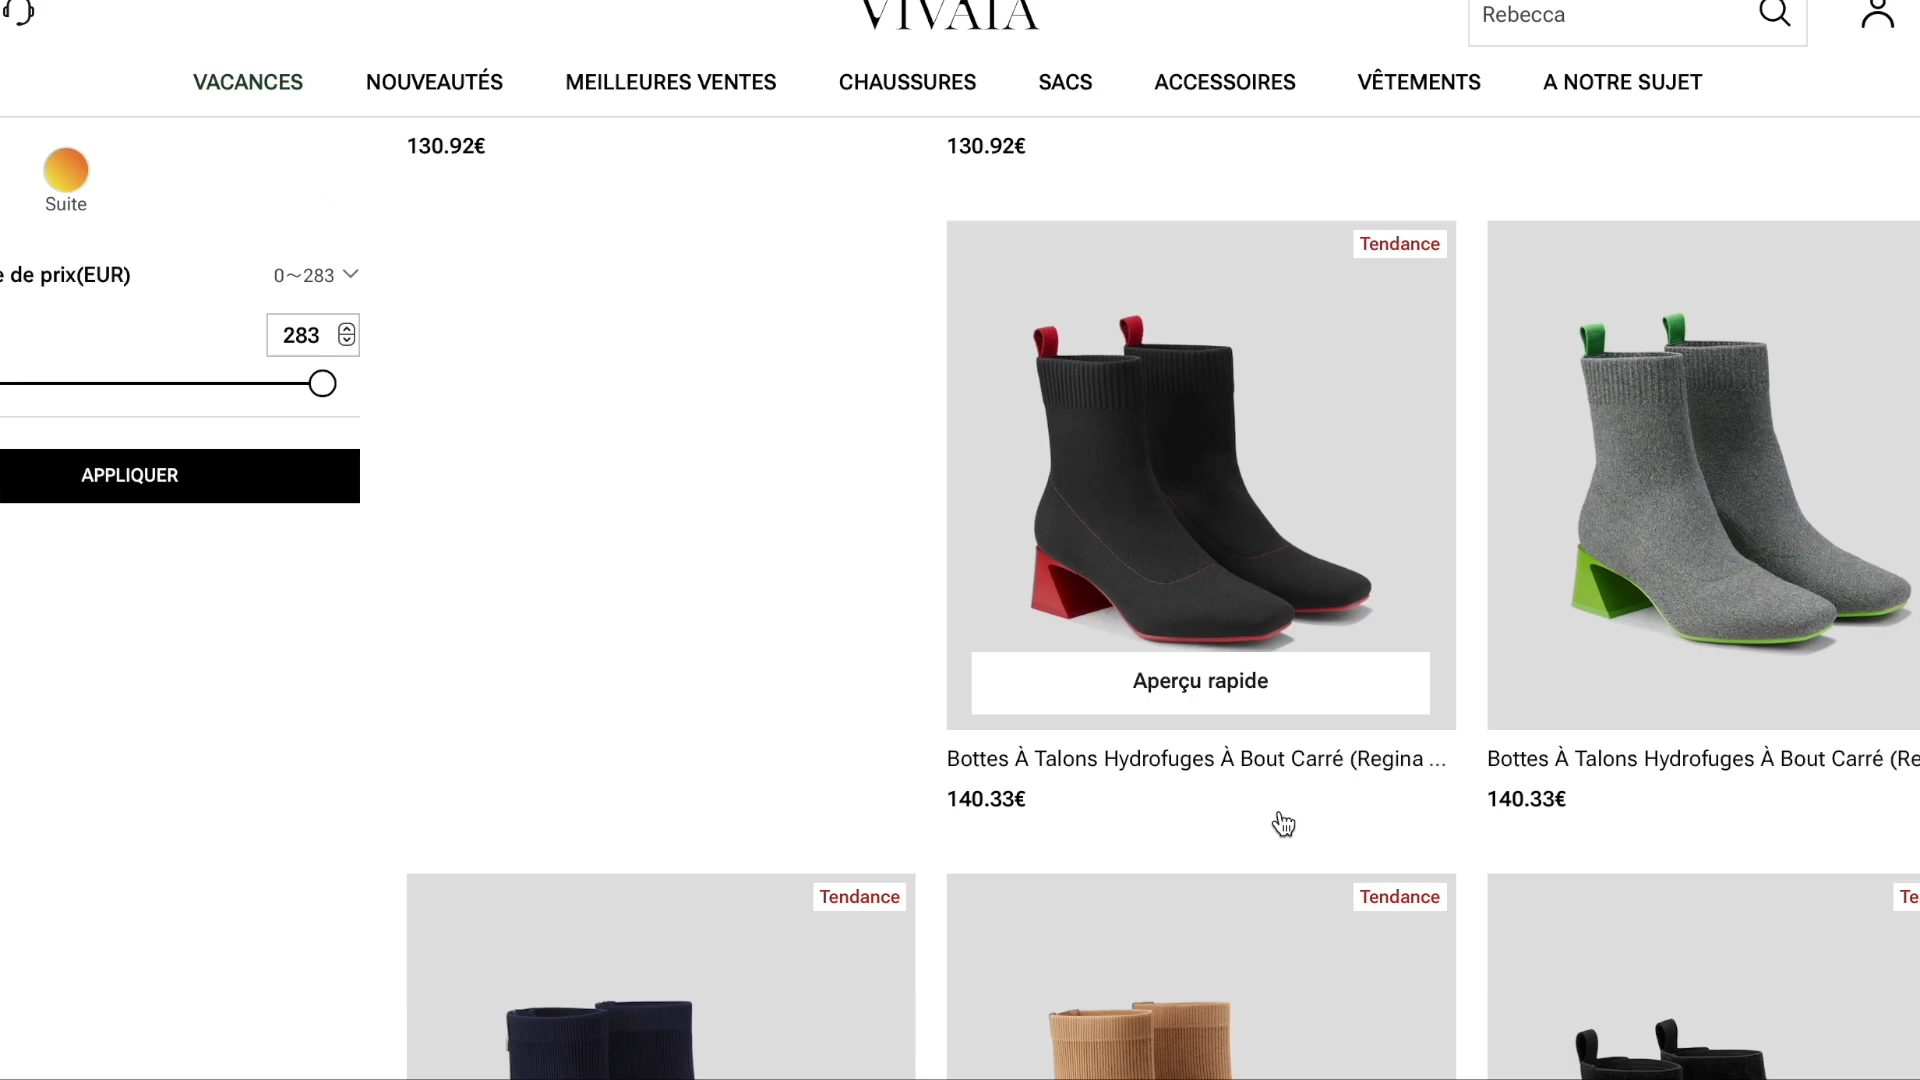 VIVAIA
Rebecca
VACANCES NOUVEAUTÉS MEILLEURES VENTES CHAUSSURES SACS ACCESSOIRES VÊTEMENTS A NOTRE SUJET
130.92€ 130.92€
Suite
e de prix(EUR) 0～283
283
APPLIQUER
Tendance
Aperçu rapide
Bottes À Talons Hydrofuges À Bout Carré (Regina ...
140.33€
Bottes À Talons Hydrofuges À Bout Carré (Re
140.33€
Tendance
Tendance
Te